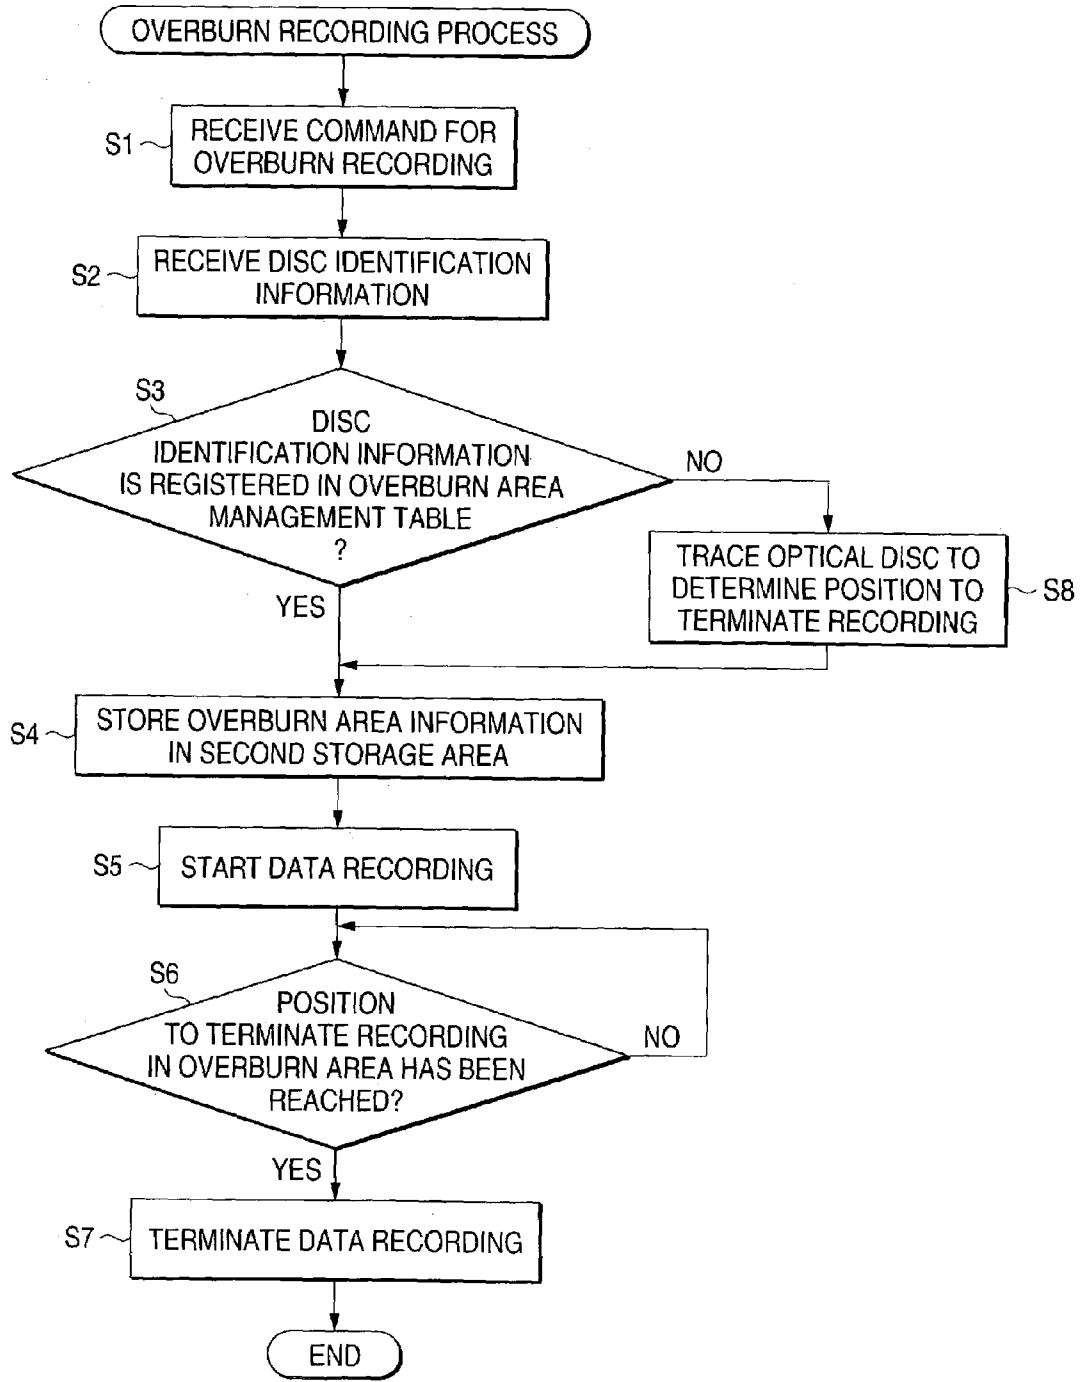 OVERBURN RECORDING PROCESS
S1
RECEIVE COMMAND FOR
OVERBURN RECORDING
S2
RECEIVE DISC IDENTIFICATION
INFORMATION
S3
DISC
IDENTIFICATION INFORMATION
IS REGISTERED IN OVERBURN AREA
MANAGEMENT TABLE
?
NO
YES
TRACE OPTICAL DISC TO
DETERMINE POSITION TO
TERMINATE RECORDING
S8
S4
STORE OVERBURN AREA INFORMATION
IN SECOND STORAGE AREA
S5
START DATA RECORDING
S6
POSITION
TO TERMINATE RECORDING
IN OVERBURN AREA HAS BEEN
REACHED?
NO
YES
S7
TERMINATE DATA RECORDING
END